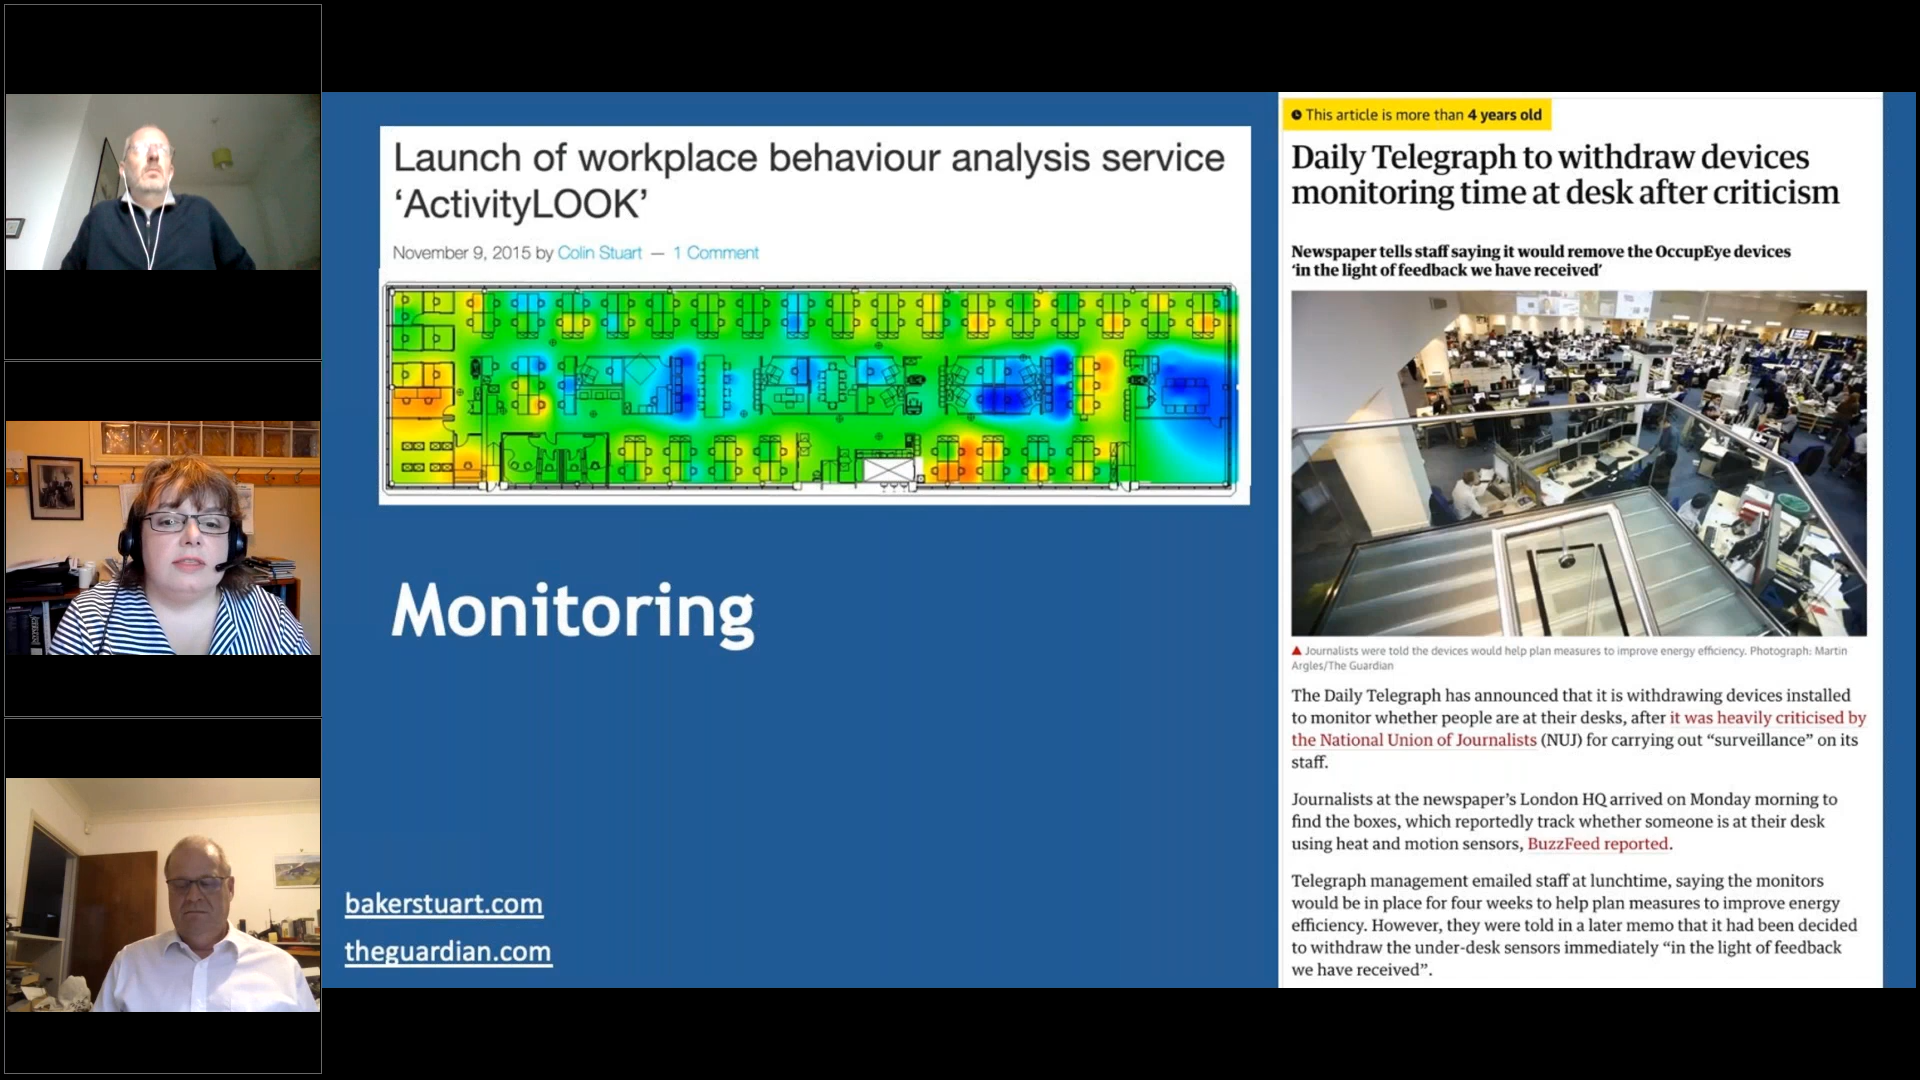 Launch of workplace behaviour analysis service
‘ActivityLOOK’
November 9, 2015 by Colin Stuart — 1 Comment
Monitoring
bakerstuart.com
theguardian.com
This article is more than 4 years old
Daily Telegraph to withdraw devices
monitoring time at desk after criticism
Newspaper tells staff saying it would remove the OccupEye devices
‘in the light of feedback we have received’
Journalists were told the devices would help plan measures to improve energy efficiency. Photograph: Martin
Argles/The Guardian
The Daily Telegraph has announced that it is withdrawing devices installed
to monitor whether people are at their desks, after it was heavily criticised by
the National Union of Journalists (NUJ) for carrying out “surveillance” on its
staff.
Journalists at the newspaper’s London HQ arrived on Monday morning to
find the boxes, which reportedly track whether someone is at their desk
using heat and motion sensors, BuzzFeed reported.
Telegraph management emailed staff at lunchtime, saying the monitors
would be in place for four weeks to help plan measures to improve energy
efficiency. However, they were told in a later memo that it had been decided
to withdraw the under-desk sensors immediately “in the light of feedback
we have received”.